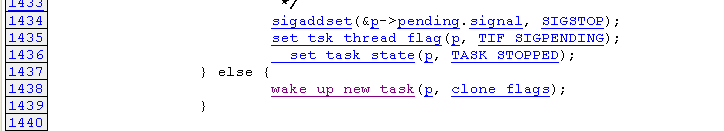 1433 */
1434 sigaddset(&p->pending.signal, SIGSTOP);
1435 set_tsk_thread_flag(p, TIF_SIGPENDING);
1436 __set_task_state(p, TASK_STOPPED);
1437 } else {
1438 wake_up_new_task(p, clone_flags);
1439 }
1440